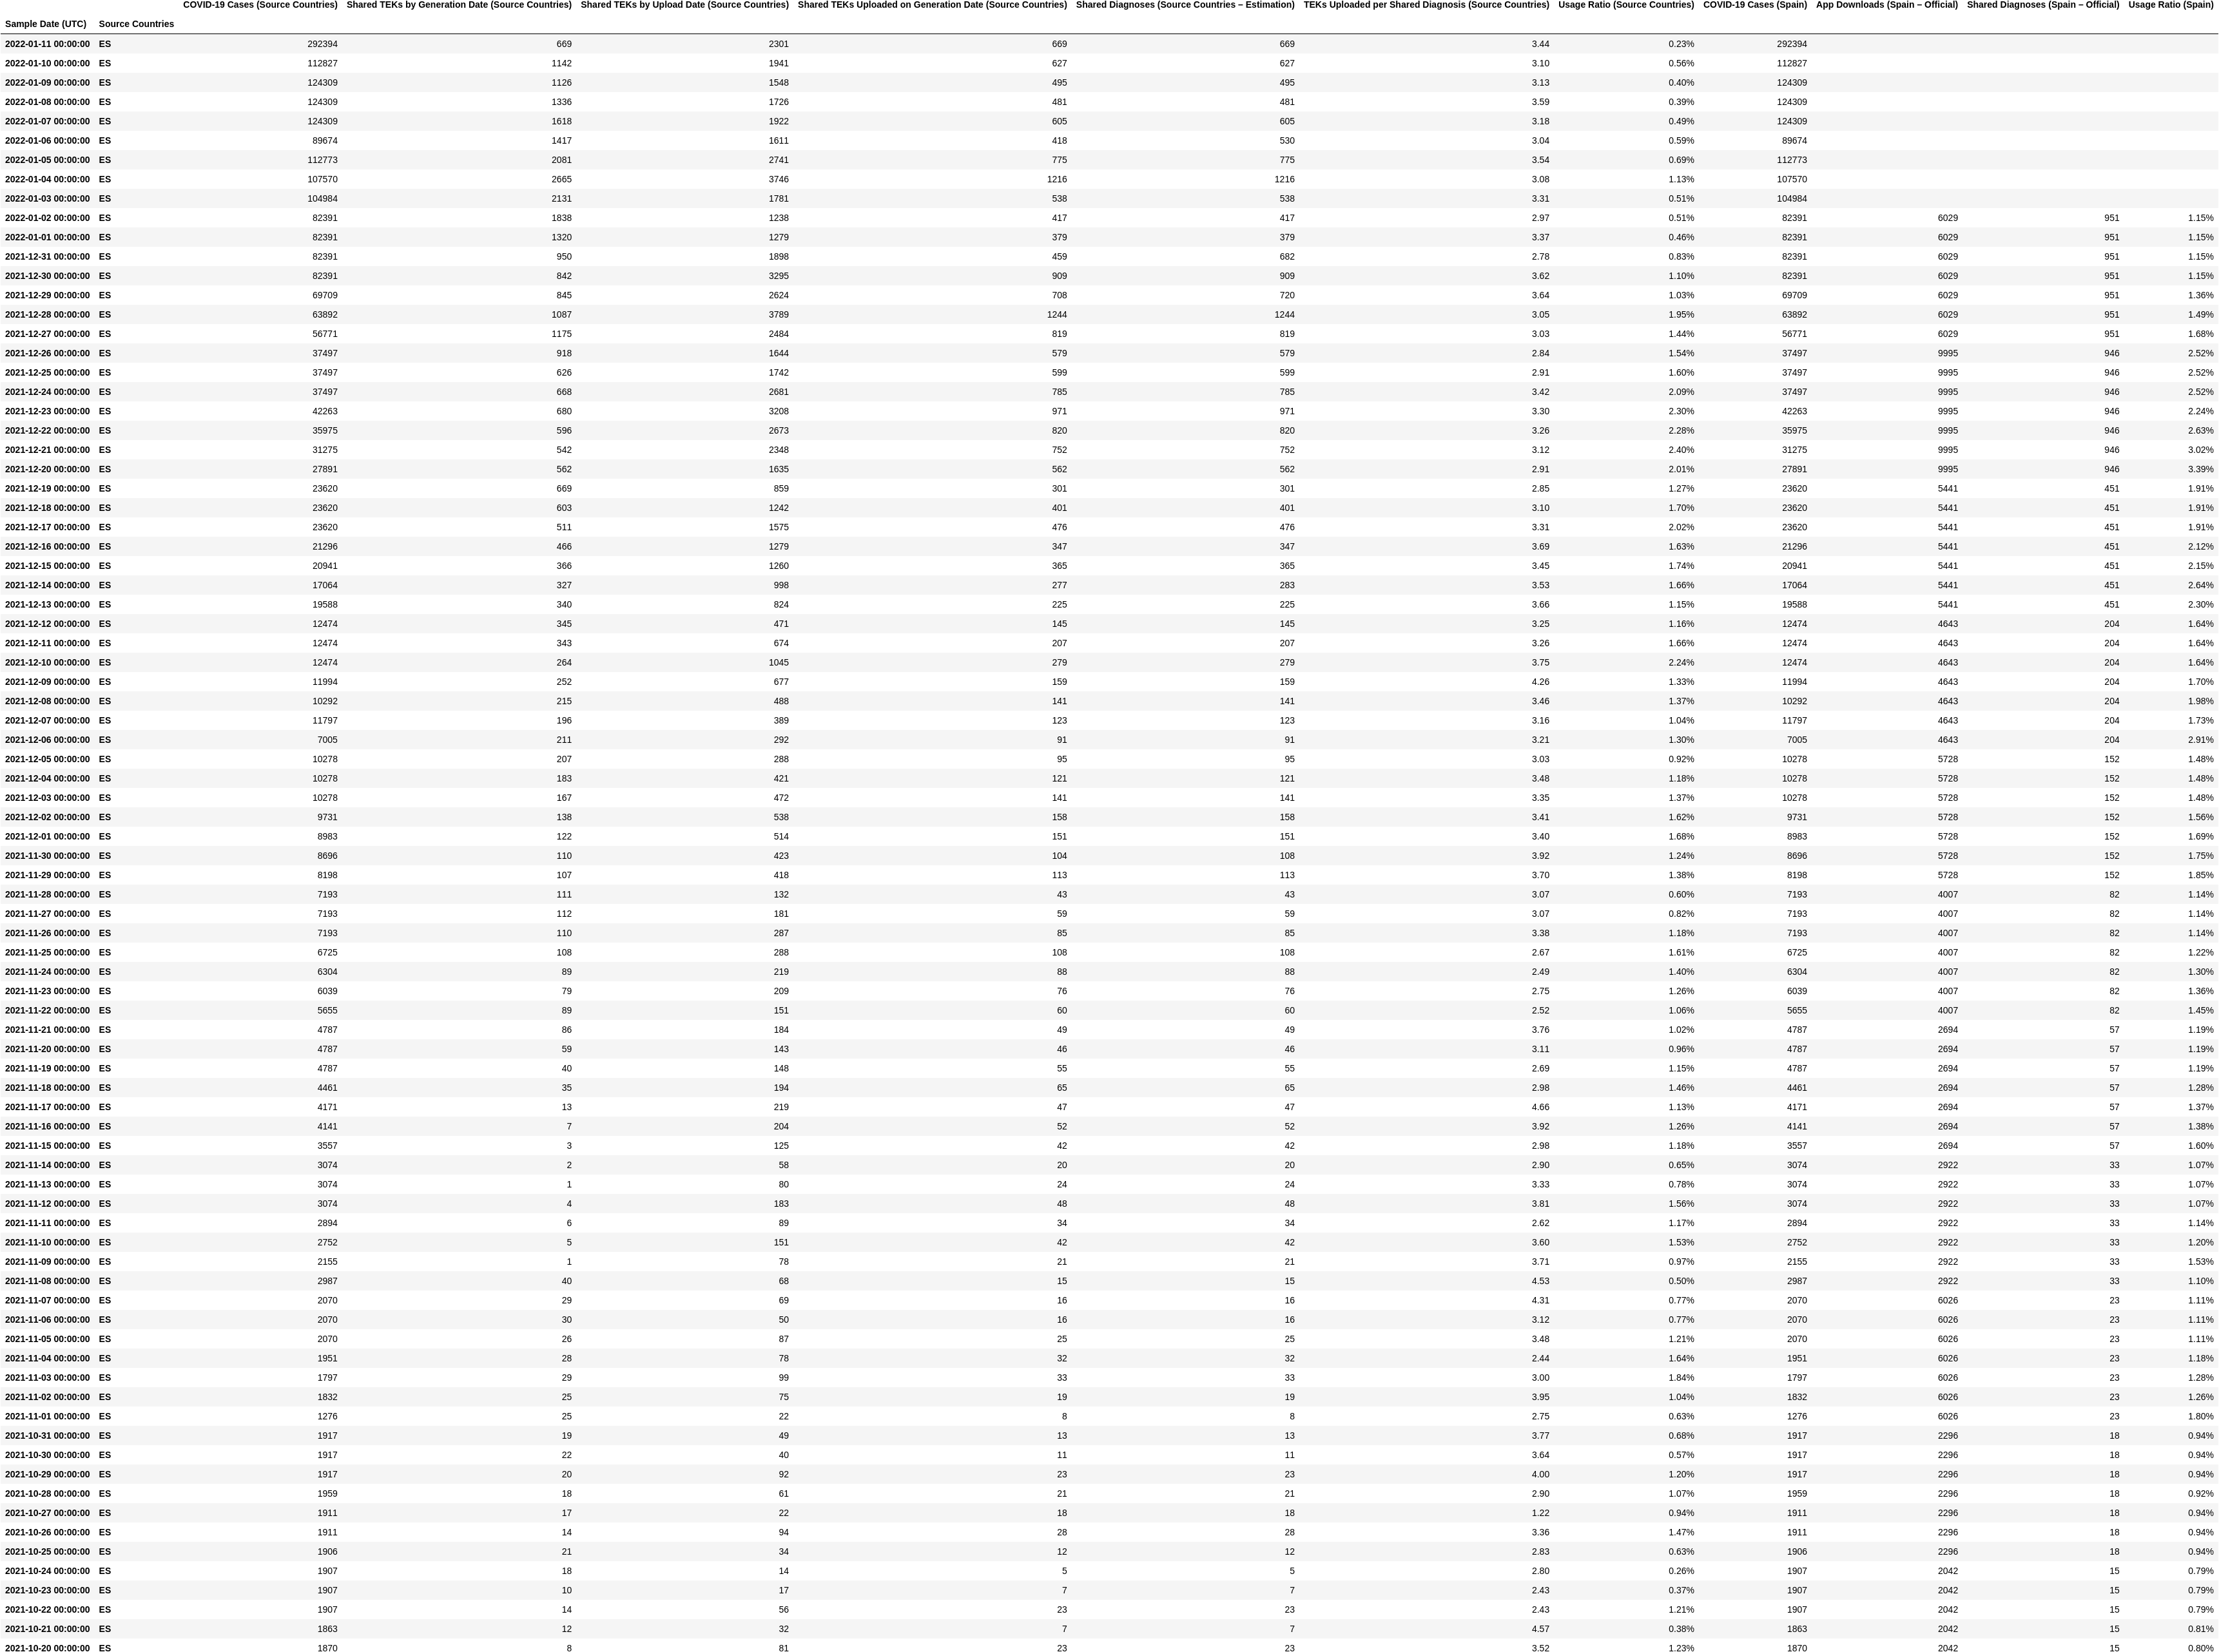 COVID-19 Cases (Source Countries) Shared TEKs by Generation Date (Source Countries) Shared TEKs by Upload Date (Source Countries) Shared TEKs Uploaded on Generation Date (Source Countries) Shared Diagnoses (Source Countries – Estimation) TEKs Uploaded per Shared Diagnosis (Source Countries) Usage Ratio (Source Countries) COVID-19 Cases (Spain) App Downloads (Spain – Official) Shared Diagnoses (Spain – Official) Usage Ratio (Spain)
Sample Date (UTC) Source Countries
2022-01-11 00:00:00 ES 292394 669 2301 669 669 3.44 0.23% 292394
2022-01-10 00:00:00 ES 112827 1142 1941 627 627 3.10 0.56% 112827
2022-01-09 00:00:00 ES 124309 1126 1548 495 495 3.13 0.40% 124309
2022-01-08 00:00:00 ES 124309 1336 1726 481 481 3.59 0.39% 124309
2022-01-07 00:00:00 ES 124309 1618 1922 605 605 3.18 0.49% 124309
2022-01-06 00:00:00 ES 89674 1417 1611 418 530 3.04 0.59% 89674
2022-01-05 00:00:00 ES 112773 2081 2741 775 775 3.54 0.69% 112773
2022-01-04 00:00:00 ES 107570 2665 3746 1216 1216 3.08 1.13% 107570
2022-01-03 00:00:00 ES 104984 2131 1781 538 538 3.31 0.51% 104984
2022-01-02 00:00:00 ES 82391 1838 1238 417 417 2.97 0.51% 82391 6029 951 1.15%
2022-01-01 00:00:00 ES 82391 1320 1279 379 379 3.37 0.46% 82391 6029 951 1.15%
2021-12-31 00:00:00 ES 82391 950 1898 459 682 2.78 0.83% 82391 6029 951 1.15%
2021-12-30 00:00:00 ES 82391 842 3295 909 909 3.62 1.10% 82391 6029 951 1.15%
2021-12-29 00:00:00 ES 69709 845 2624 708 720 3.64 1.03% 69709 6029 951 1.36%
2021-12-28 00:00:00 ES 63892 1087 3789 1244 1244 3.05 1.95% 63892 6029 951 1.49%
2021-12-27 00:00:00 ES 56771 1175 2484 819 819 3.03 1.44% 56771 6029 951 1.68%
2021-12-26 00:00:00 ES 37497 918 1644 579 579 2.84 1.54% 37497 9995 946 2.52%
2021-12-25 00:00:00 ES 37497 626 1742 599 599 2.91 1.60% 37497 9995 946 2.52%
2021-12-24 00:00:00 ES 37497 668 2681 785 785 3.42 2.09% 37497 9995 946 2.52%
2021-12-23 00:00:00 ES 42263 680 3208 971 971 3.30 2.30% 42263 9995 946 2.24%
2021-12-22 00:00:00 ES 35975 596 2673 820 820 3.26 2.28% 35975 9995 946 2.63%
2021-12-21 00:00:00 ES 31275 542 2348 752 752 3.12 2.40% 31275 9995 946 3.02%
2021-12-20 00:00:00 ES 27891 562 1635 562 562 2.91 2.01% 27891 9995 946 3.39%
2021-12-19 00:00:00 ES 23620 669 859 301 301 2.85 1.27% 23620 5441 451 1.91%
2021-12-18 00:00:00 ES 23620 603 1242 401 401 3.10 1.70% 23620 5441 451 1.91%
2021-12-17 00:00:00 ES 23620 511 1575 476 476 3.31 2.02% 23620 5441 451 1.91%
2021-12-16 00:00:00 ES 21296 466 1279 347 347 3.69 1.63% 21296 5441 451 2.12%
2021-12-15 00:00:00 ES 20941 366 1260 365 365 3.45 1.74% 20941 5441 451 2.15%
2021-12-14 00:00:00 ES 17064 327 998 277 283 3.53 1.66% 17064 5441 451 2.64%
2021-12-13 00:00:00 ES 19588 340 824 225 225 3.66 1.15% 19588 5441 451 2.30%
2021-12-12 00:00:00 ES 12474 345 471 145 145 3.25 1.16% 12474 4643 204 1.64%
2021-12-11 00:00:00 ES 12474 343 674 207 207 3.26 1.66% 12474 4643 204 1.64%
2021-12-10 00:00:00 ES 12474 264 1045 279 279 3.75 2.24% 12474 4643 204 1.64%
2021-12-09 00:00:00 ES 11994 252 677 159 159 4.26 1.33% 11994 4643 204 1.70%
2021-12-08 00:00:00 ES 10292 215 488 141 141 3.46 1.37% 10292 4643 204 1.98%
2021-12-07 00:00:00 ES 11797 196 389 123 123 3.16 1.04% 11797 4643 204 1.73%
2021-12-06 00:00:00 ES 7005 211 292 91 91 3.21 1.30% 7005 4643 204 2.91%
2021-12-05 00:00:00 ES 10278 207 288 95 95 3.03 0.92% 10278 5728 152 1.48%
2021-12-04 00:00:00 ES 10278 183 421 121 121 3.48 1.18% 10278 5728 152 1.48%
2021-12-03 00:00:00 ES 10278 167 472 141 141 3.35 1.37% 10278 5728 152 1.48%
2021-12-02 00:00:00 ES 9731 138 538 158 158 3.41 1.62% 9731 5728 152 1.56%
2021-12-01 00:00:00 ES 8983 122 514 151 151 3.40 1.68% 8983 5728 152 1.69%
2021-11-30 00:00:00 ES 8696 110 423 104 108 3.92 1.24% 8696 5728 152 1.75%
2021-11-29 00:00:00 ES 8198 107 418 113 113 3.70 1.38% 8198 5728 152 1.85%
2021-11-28 00:00:00 ES 7193 111 132 43 43 3.07 0.60% 7193 4007 82 1.14%
2021-11-27 00:00:00 ES 7193 112 181 59 59 3.07 0.82% 7193 4007 82 1.14%
2021-11-26 00:00:00 ES 7193 110 287 85 85 3.38 1.18% 7193 4007 82 1.14%
2021-11-25 00:00:00 ES 6725 108 288 108 108 2.67 1.61% 6725 4007 82 1.22%
2021-11-24 00:00:00 ES 6304 89 219 88 88 2.49 1.40% 6304 4007 82 1.30%
2021-11-23 00:00:00 ES 6039 79 209 76 76 2.75 1.26% 6039 4007 82 1.36%
2021-11-22 00:00:00 ES 5655 89 151 60 60 2.52 1.06% 5655 4007 82 1.45%
2021-11-21 00:00:00 ES 4787 86 184 49 49 3.76 1.02% 4787 2694 57 1.19%
2021-11-20 00:00:00 ES 4787 59 143 46 46 3.11 0.96% 4787 2694 57 1.19%
2021-11-19 00:00:00 ES 4787 40 148 55 55 2.69 1.15% 4787 2694 57 1.19%
2021-11-18 00:00:00 ES 4461 35 194 65 65 2.98 1.46% 4461 2694 57 1.28%
2021-11-17 00:00:00 ES 4171 13 219 47 47 4.66 1.13% 4171 2694 57 1.37%
2021-11-16 00:00:00 ES 4141 7 204 52 52 3.92 1.26% 4141 2694 57 1.38%
2021-11-15 00:00:00 ES 3557 3 125 42 42 2.98 1.18% 3557 2694 57 1.60%
2021-11-14 00:00:00 ES 3074 2 58 20 20 2.90 0.65% 3074 2922 33 1.07%
2021-11-13 00:00:00 ES 3074 1 80 24 24 3.33 0.78% 3074 2922 33 1.07%
2021-11-12 00:00:00 ES 3074 4 183 48 48 3.81 1.56% 3074 2922 33 1.07%
2021-11-11 00:00:00 ES 2894 6 89 34 34 2.62 1.17% 2894 2922 33 1.14%
2021-11-10 00:00:00 ES 2752 5 151 42 42 3.60 1.53% 2752 2922 33 1.20%
2021-11-09 00:00:00 ES 2155 1 78 21 21 3.71 0.97% 2155 2922 33 1.53%
2021-11-08 00:00:00 ES 2987 40 68 15 15 4.53 0.50% 2987 2922 33 1.10%
2021-11-07 00:00:00 ES 2070 29 69 16 16 4.31 0.77% 2070 6026 23 1.11%
2021-11-06 00:00:00 ES 2070 30 50 16 16 3.12 0.77% 2070 6026 23 1.11%
2021-11-05 00:00:00 ES 2070 26 87 25 25 3.48 1.21% 2070 6026 23 1.11%
2021-11-04 00:00:00 ES 1951 28 78 32 32 2.44 1.64% 1951 6026 23 1.18%
2021-11-03 00:00:00 ES 1797 29 99 33 33 3.00 1.84% 1797 6026 23 1.28%
2021-11-02 00:00:00 ES 1832 25 75 19 19 3.95 1.04% 1832 6026 23 1.26%
2021-11-01 00:00:00 ES 1276 25 22 8 8 2.75 0.63% 1276 6026 23 1.80%
2021-10-31 00:00:00 ES 1917 19 49 13 13 3.77 0.68% 1917 2296 18 0.94%
2021-10-30 00:00:00 ES 1917 22 40 11 11 3.64 0.57% 1917 2296 18 0.94%
2021-10-29 00:00:00 ES 1917 20 92 23 23 4.00 1.20% 1917 2296 18 0.94%
2021-10-28 00:00:00 ES 1959 18 61 21 21 2.90 1.07% 1959 2296 18 0.92%
2021-10-27 00:00:00 ES 1911 17 22 18 18 1.22 0.94% 1911 2296 18 0.94%
2021-10-26 00:00:00 ES 1911 14 94 28 28 3.36 1.47% 1911 2296 18 0.94%
2021-10-25 00:00:00 ES 1906 21 34 12 12 2.83 0.63% 1906 2296 18 0.94%
2021-10-24 00:00:00 ES 1907 18 14 5 5 2.80 0.26% 1907 2042 15 0.79%
2021-10-23 00:00:00 ES 1907 10 17 7 7 2.43 0.37% 1907 2042 15 0.79%
2021-10-22 00:00:00 ES 1907 14 56 23 23 2.43 1.21% 1907 2042 15 0.79%
2021-10-21 00:00:00 ES 1863 12 32 7 7 4.57 0.38% 1863 2042 15 0.81%
2021-10-20 00:00:00 ES 1870 8 81 23 23 3.52 1.23% 1870 2042 15 0.80%